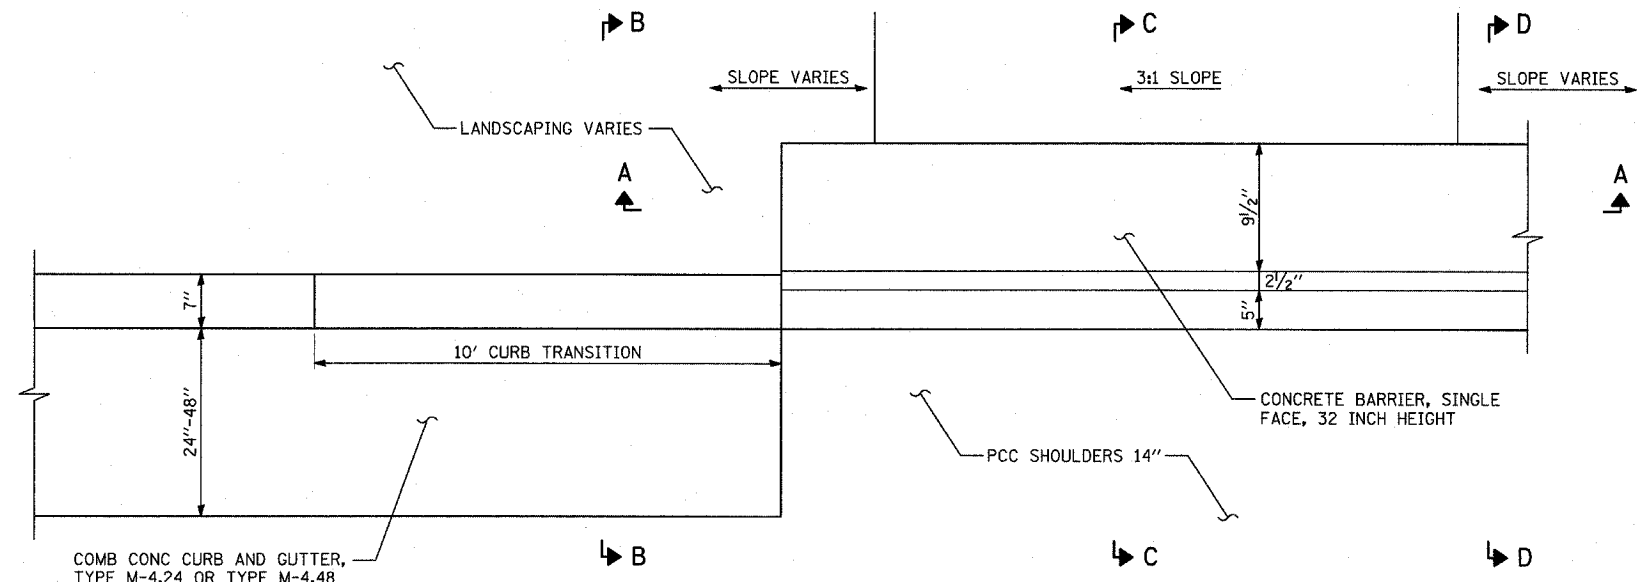 B
C
D
SLOPE VARIES
3:1 SLOPE
SLOPE VARIES
LANDSCAPING VARIES
A
A
9½"
2½"
7"
5"
10' CURB TRANSITION
24"-48"
CONCRETE BARRIER, SINGLE
FACE, 32 INCH HEIGHT
PCC SHOULDERS 14"
B
C
D
COMB CONC CURB AND GUTTER,
TYPE M-4.24 OR TYPE M-4.48